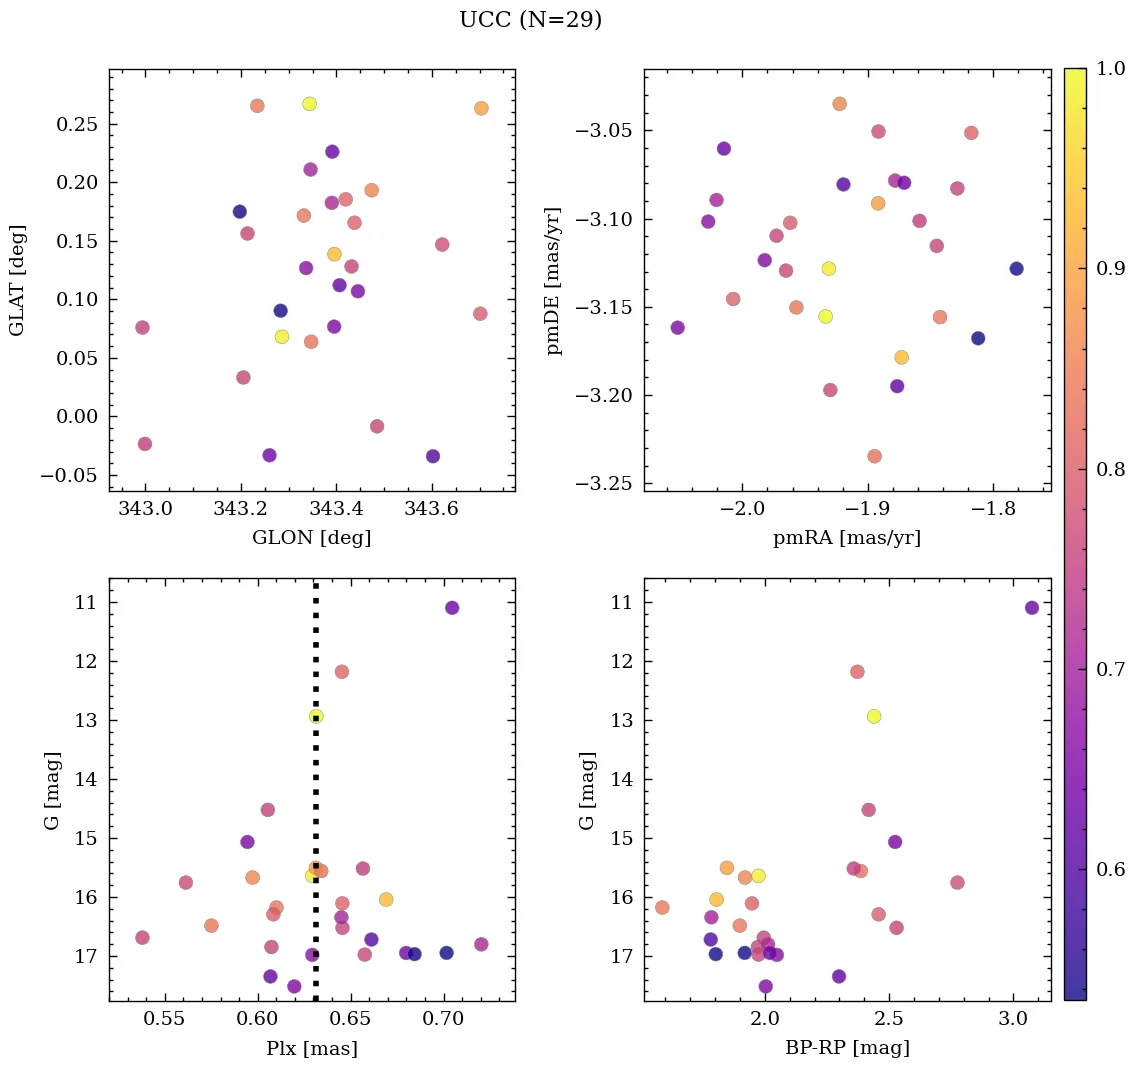 UCC (N=29)
0.25
0.20
0.15
0.10
0.05
0.00
−0.05
GLAT [deg]
343.0 343.2 343.4 343.6
GLON [deg]
−3.05
−3.10
−3.15
−3.20
−3.25
pmDE [mas/yr]
−2.0 −1.9 −1.8
pmRA [mas/yr]
11
12
13
14
15
16
17
G [mag]
0.55 0.60 0.65 0.70
Plx [mas]
11
12
13
14
15
16
17
G [mag]
2.0 2.5 3.0
BP-RP [mag]
1.0
0.9
0.8
0.7
0.6